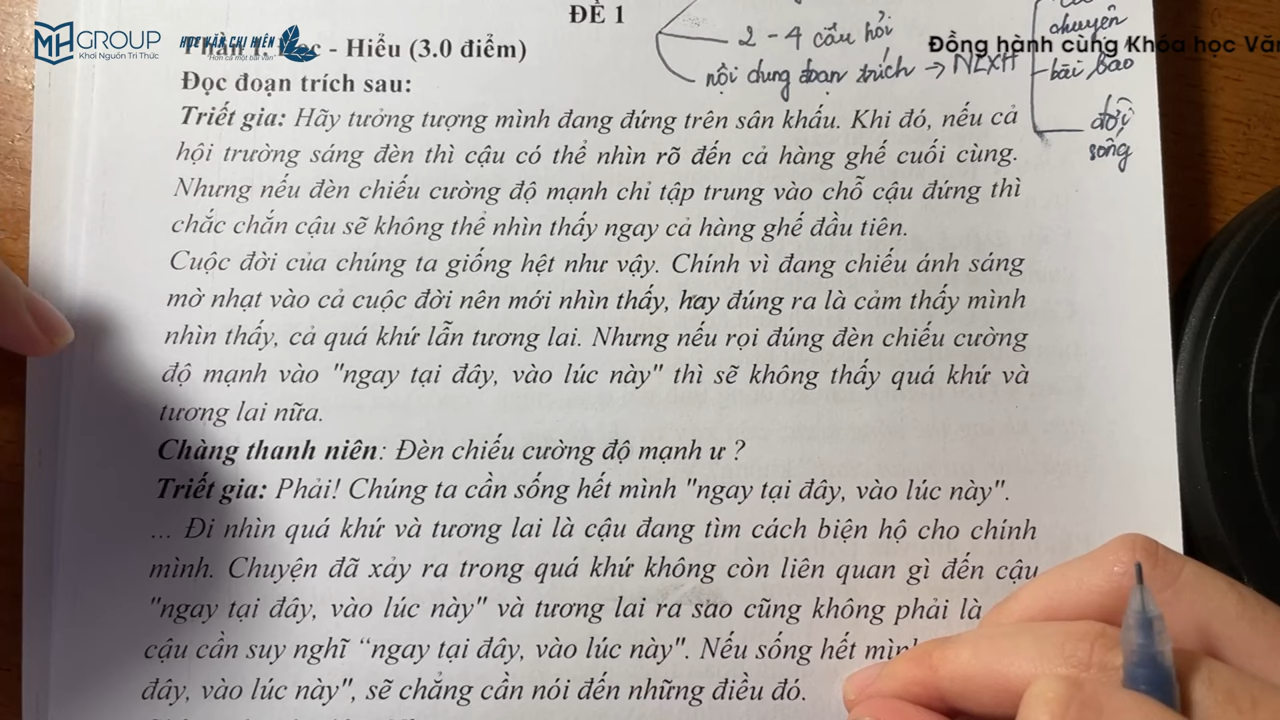 ĐỀ 1
MH GROUP
Khơi Nguồn Tri Thức
HỌC VĂN CHỊ HIÊN
"Hơn cả một bài văn"
- Hiểu (3.0 điểm)
2 - 4 câu hỏi
nội dung đoạn trích → NLXH
chuyện
bài báo
đời
sống
Đồng hành cùng Khóa học Văn
Đọc đoạn trích sau:
Triết gia: Hãy tưởng tượng mình đang đứng trên sân khấu. Khi đó, nếu cả
hội trường sáng đèn thì cậu có thể nhìn rõ đến cả hàng ghế cuối cùng.
Nhưng nếu đèn chiếu cường độ mạnh chỉ tập trung vào chỗ cậu đứng thì
chắc chắn cậu sẽ không thể nhìn thấy ngay cả hàng ghế đầu tiên.
Cuộc đời của chúng ta giống hệt như vậy. Chính vì đang chiếu ánh sáng
mờ nhạt vào cả cuộc đời nên mới nhìn thấy, hay đúng ra là cảm thấy mình
nhìn thấy, cả quá khứ lẫn tương lai. Nhưng nếu rọi đúng đèn chiếu cường
độ mạnh vào "ngay tại đây, vào lúc này" thì sẽ không thấy quá khứ và
tương lai nữa.
Chàng thanh niên: Đèn chiếu cường độ mạnh ư ?
Triết gia: Phải! Chúng ta cần sống hết mình "ngay tại đây, vào lúc này".
... Đi nhìn quá khứ và tương lai là cậu đang tìm cách biện hộ cho chính
mình. Chuyện đã xảy ra trong quá khứ không còn liên quan gì đến cậu
"ngay tại đây, vào lúc này" và tương lai ra sao cũng không phải là
cậu cần suy nghĩ “ngay tại đây, vào lúc này". Nếu sống hết
đây, vào lúc này", sẽ chẳng cần nói đến những điều đó.